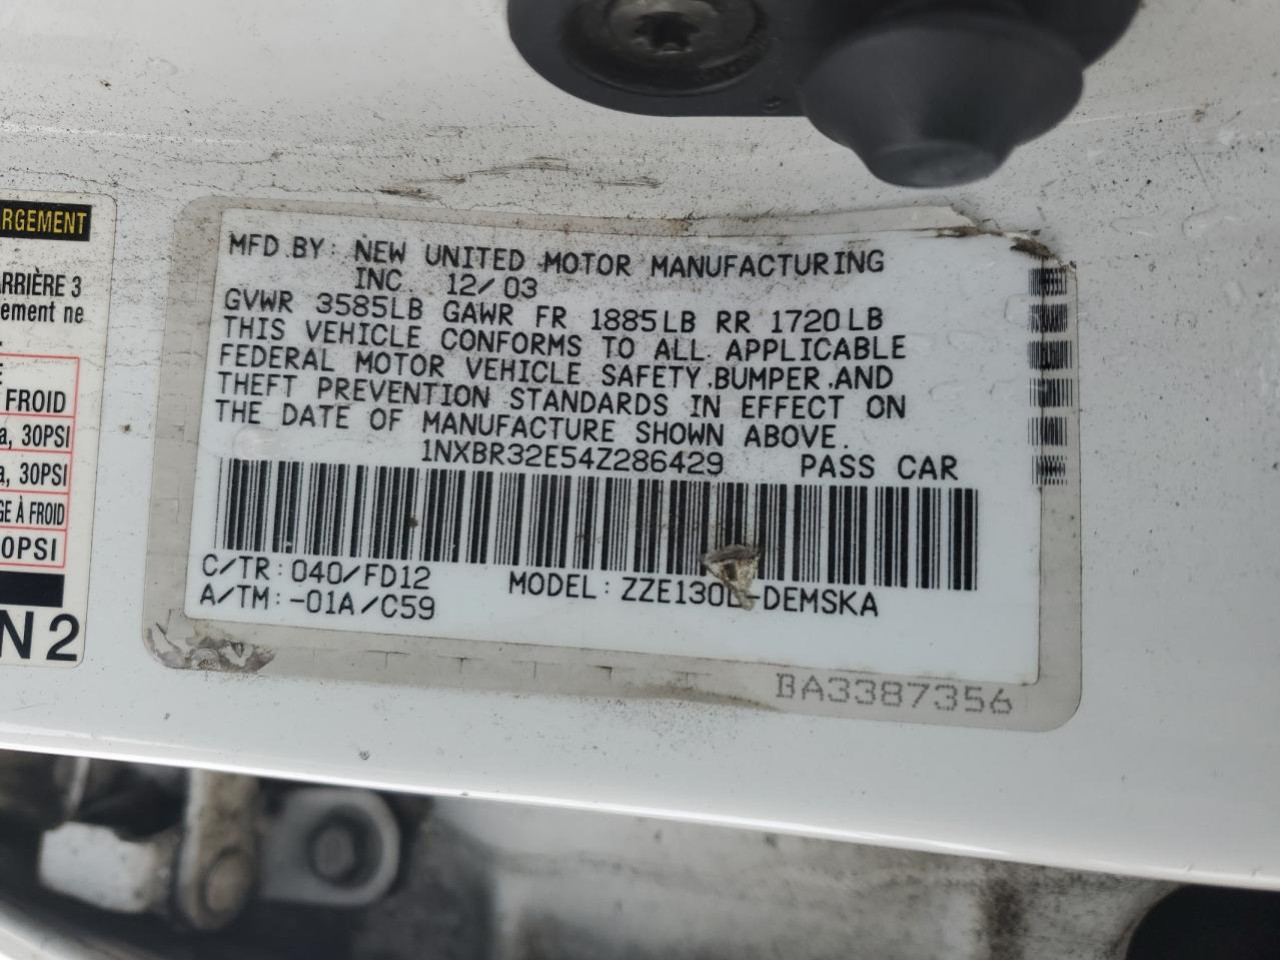 RGEMENT
ARRIÈRE 3
ement ne
FROID
a, 30PSI
a, 30PSI
GE À FROID
0PSI
N2
MFD.BY: NEW UNITED MOTOR MANUFACTURING
INC. 12/03
GVWR 3585LB GAWR FR 1885LB RR 1720LB
THIS VEHICLE CONFORMS TO ALL APPLICABLE
FEDERAL MOTOR VEHICLE SAFETY,BUMPER,AND
THEFT PREVENTION STANDARDS IN EFFECT ON
THE DATE OF MANUFACTURE SHOWN ABOVE.
1NXBR32E54Z286429 PASS CAR
C/TR:040/FD12 MODEL:ZZE130L-DEMSKA
A/TM:-01A/C59
BA3387356